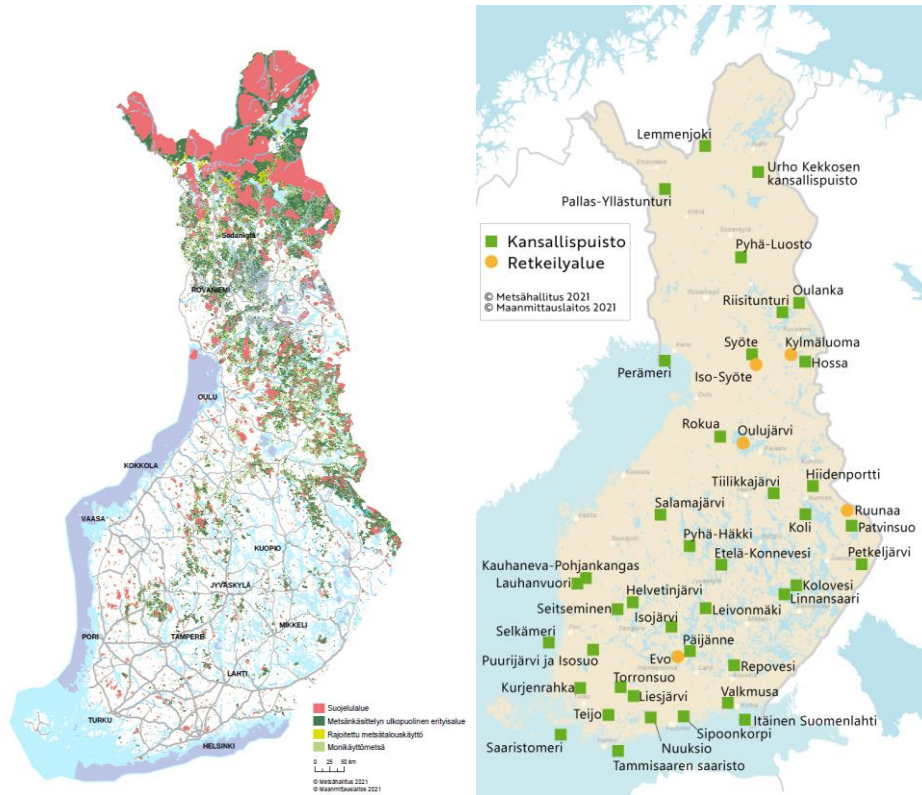 Sodankylä
ROVANIEMI
OULU
KOKKOLA
VAASA
KUOPIO
JYVÄSKYLÄ
MIKKELI
PORI
TAMPERE
LAHTI
TURKU
HELSINKI
Suojelualue
Metsänkäsittelyn ulkopuolinen erityisalue
Rajoitettu metsätalouskäyttö
Monikäyttömetsä
0 25 50 km
© Metsähallitus 2021
© Maanmittauslaitos 2021
Lemmenjoki
Urho Kekkosen
kansallispuisto
Pallas-Yllästunturi
Kansallispuisto
Retkeilyalue
© Metsähallitus 2021
© Maanmittauslaitos 2021
Pyhä-Luosto
Oulanka
Riisitunturi
Syöte
Kylmäluoma
Perämeri
Iso-Syöte
Hossa
Rokua
Oulujärvi
Tiilikkajärvi
Hiidenportti
Salamajärvi
Ruunaa
Koli
Patvinsuo
Pyhä-Häkki
Etelä-Konnevesi
Petkeljärvi
Kauhaneva-Pohjankangas
Lauhanvuori
Helvetinjärvi
Kolovesi
Linnansaari
Seitseminen
Isojärvi
Leivonmäki
Selkämeri
Päijänne
Puurijärvi ja Isosuo
Evo
Repovesi
Kurjenrahka
Torronsuo
Liesjärvi
Valkmusa
Teijo
Itäinen Suomenlahti
Sipoonkorpi
Saaristomeri
Nuuksio
Tammisaaren saaristo